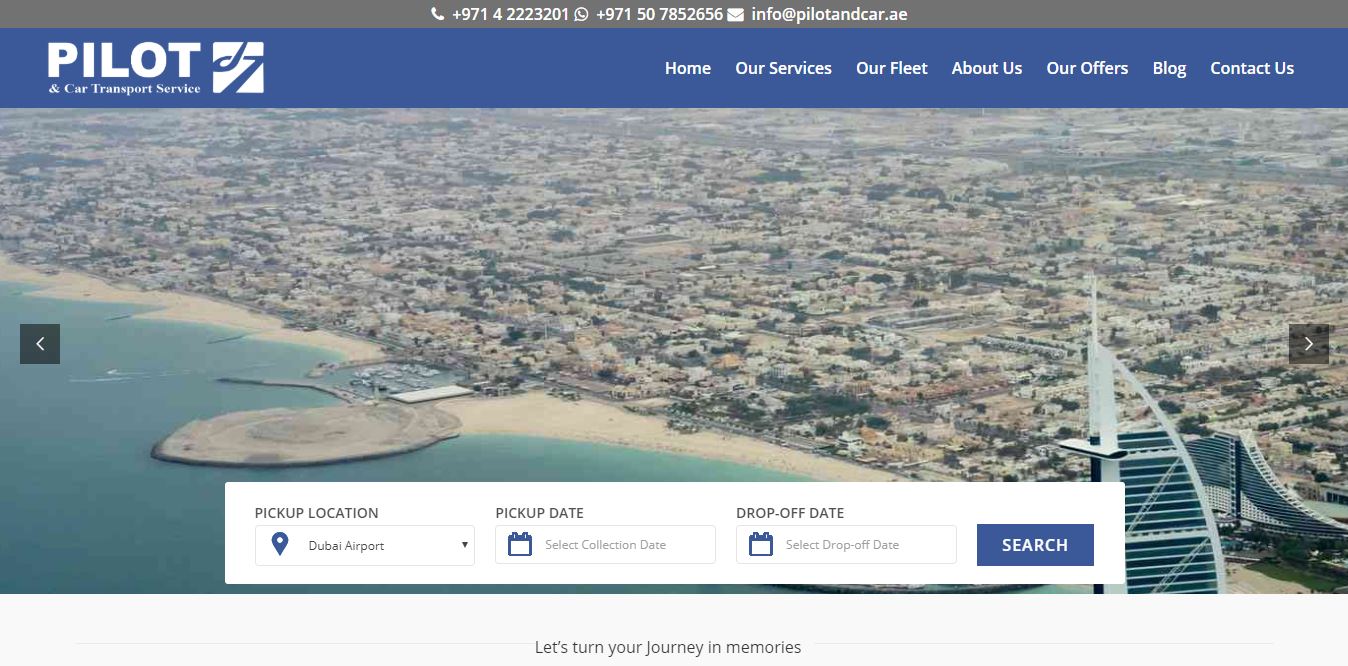 +971 4 2223201 +971 50 7852656 info@pilotandcar.ae
PILOT
& Car Transport Service
Home Our Services Our Fleet About Us Our Offers Blog Contact Us
PICKUP LOCATION PICKUP DATE DROP-OFF DATE
Dubai Airport Select Collection Date Select Drop-off Date SEARCH
Let’s turn your Journey in memories